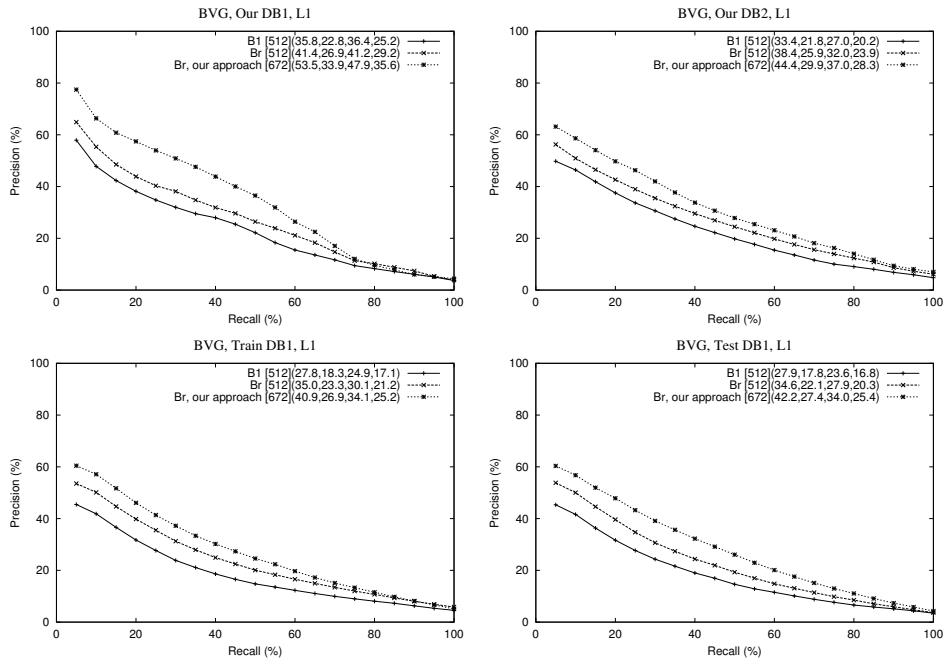 BVG, Our DB1, L1
100
80
60
40
20
0
0 20 40 60 80 100
Precision (%)
Recall (%)
B1 [512](35.8,22.8,36.4,25.2)
Br [512](41.4,26.9,41.2,29.2)
Br, our approach [672](53.5,33.9,47.9,35.6)
BVG, Our DB2, L1
100
80
60
40
20
0
0 20 40 60 80 100
Precision (%)
Recall (%)
B1 [512](33.4,21.8,27.0,20.2)
Br [512](38.4,25.9,32.0,23.9)
Br, our approach [672](44.4,29.9,37.0,28.3)
BVG, Train DB1, L1
100
80
60
40
20
0
0 20 40 60 80 100
Precision (%)
Recall (%)
B1 [512](27.8,18.3,24.9,17.1)
Br [512](35.0,23.3,30.1,21.2)
Br, our approach [672](40.9,26.9,34.1,25.2)
BVG, Test DB1, L1
100
80
60
40
20
0
0 20 40 60 80 100
Precision (%)
Recall (%)
B1 [512](27.9,17.8,23.6,16.8)
Br [512](34.6,22.1,27.9,20.3)
Br, our approach [672](42.2,27.4,34.0,25.4)